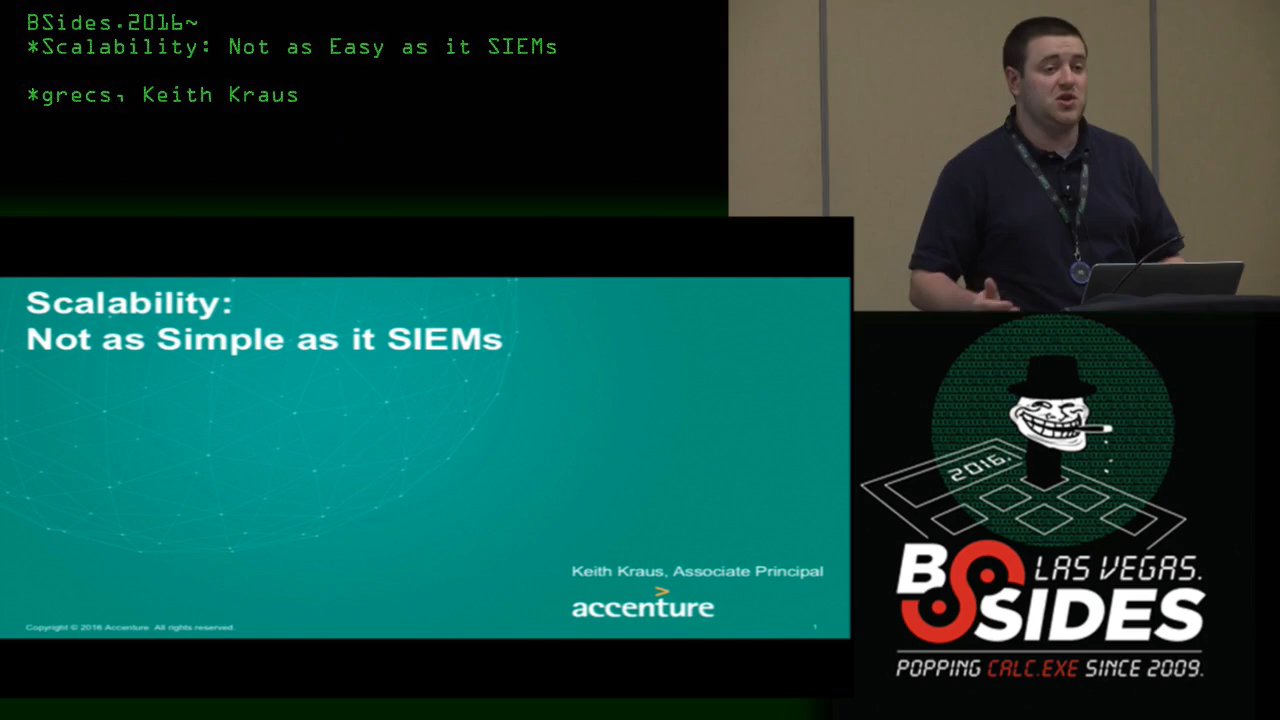 BSides.2016~
*Scalability: Not as Easy as it SIEMs
*grecs, Keith Kraus
Scalability:
Not as Simple as it SIEMs
Keith Kraus, Associate Principal
accenture
Copyright © 2016 Accenture All rights reserved.
1
2016.
BSIDES
LAS VEGAS.
POPPING CALC.EXE SINCE 2009.